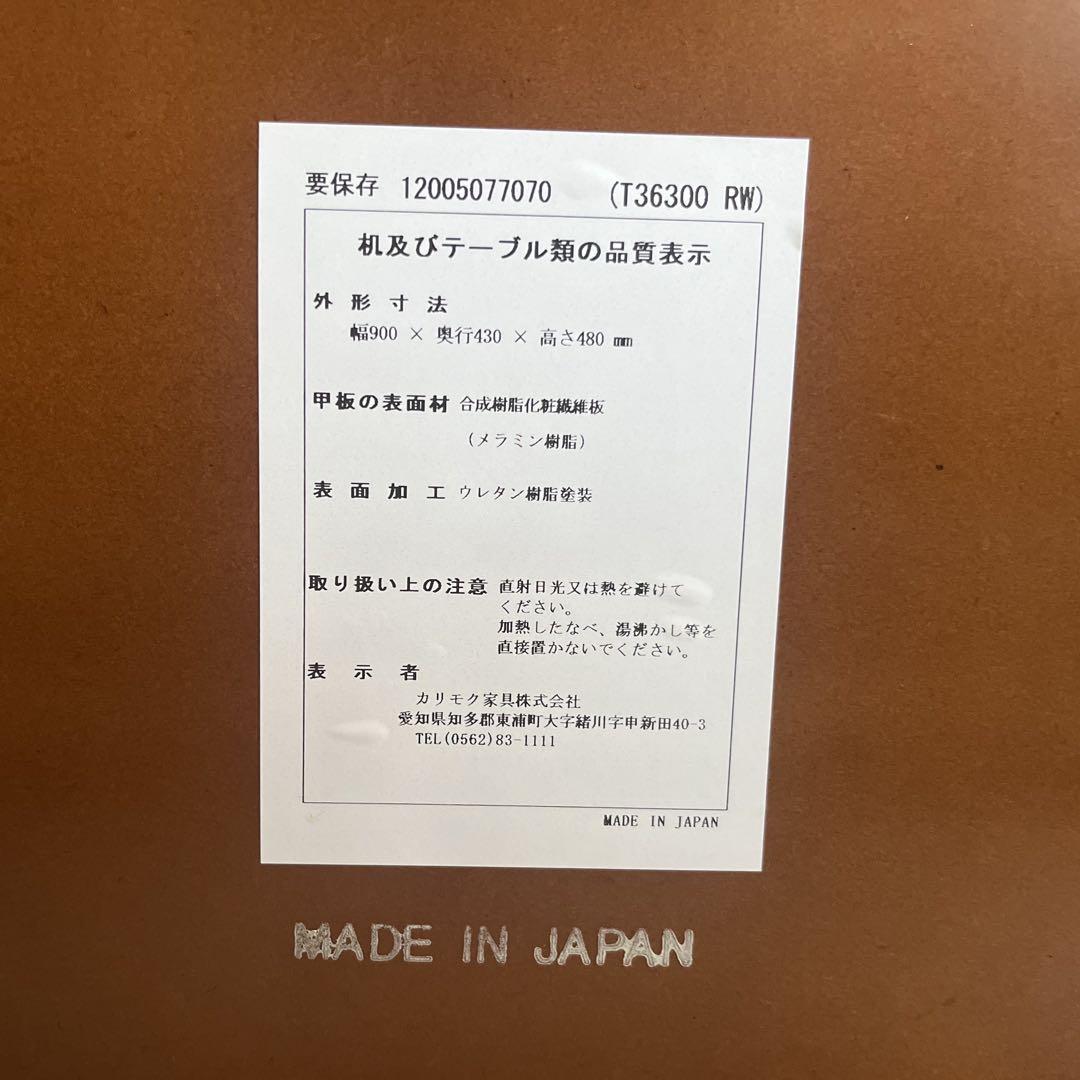 要保存 12005077070 (T36300 RW)
机及びテーブル類の品質表示
外形寸法
幅900 × 奥行430 × 高さ480 mm
甲板の表面材 合成樹脂化粧繊維板
(メラミン樹脂)
表面加工 ウレタン樹脂塗装
取り扱い上の注意 直射日光又は熱を避けて
ください。
加熱したなべ、湯沸かし等を
直接置かないでください。
表示者
カリモク家具株式会社
愛知県知多郡東浦町大字緒川字申新田40-3
TEL(0562)83-1111
MADE IN JAPAN
MADE IN JAPAN